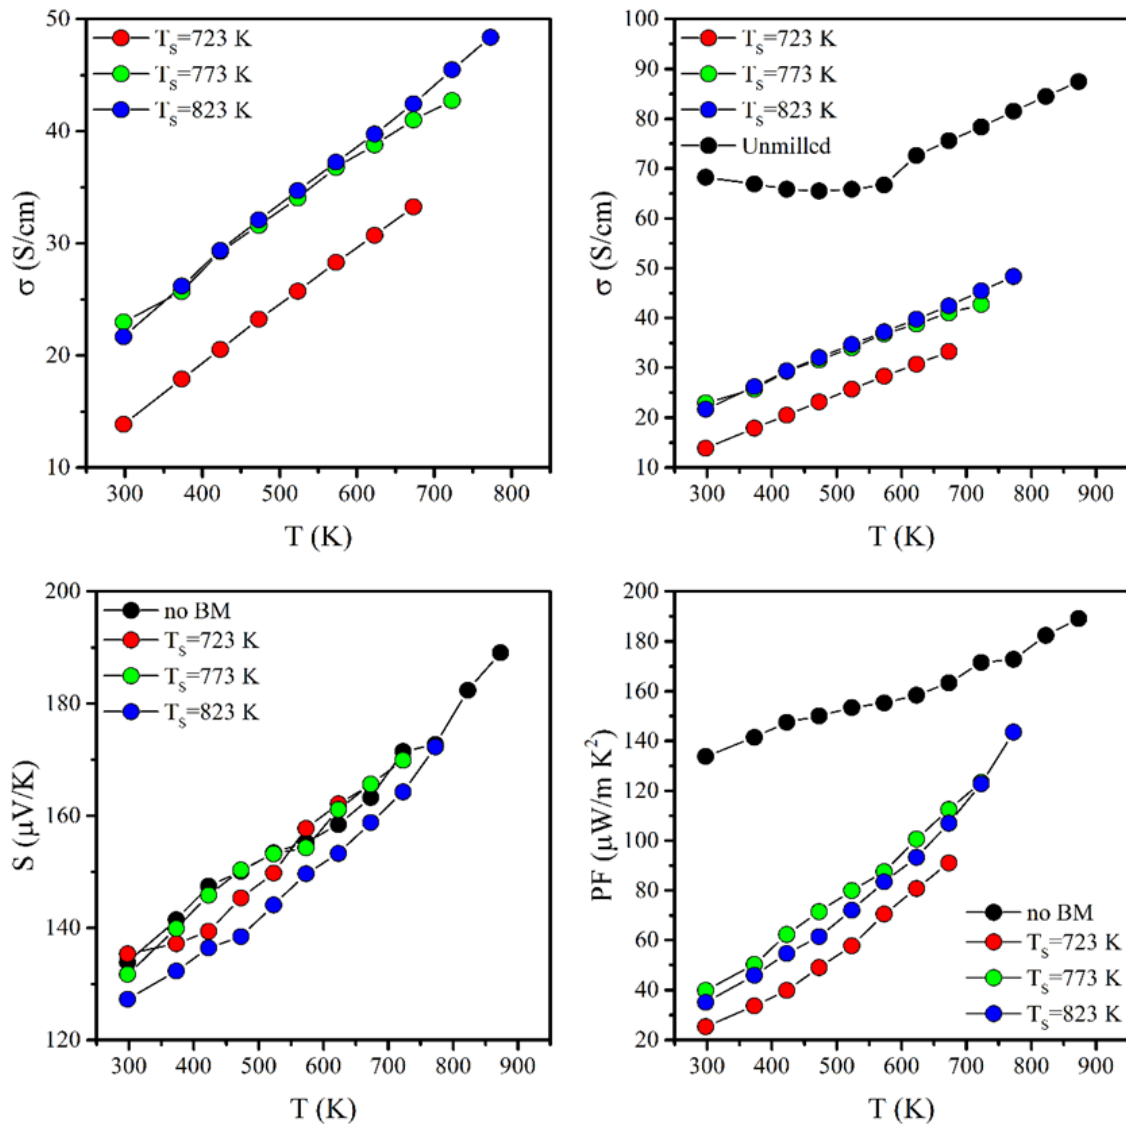 50
40
30
20
10
σ (S/cm)
T_S=723 K
T_S=773 K
T_S=823 K
300 400 500 600 700 800
T (K)
100
90
80
70
60
50
40
30
20
10
σ (S/cm)
T_S=723 K
T_S=773 K
T_S=823 K
Unmilled
300 400 500 600 700 800 900
T (K)
200
180
160
140
120
S (μV/K)
no BM
T_S=723 K
T_S=773 K
T_S=823 K
300 400 500 600 700 800 900
T (K)
200
180
160
140
120
100
80
60
40
20
PF (μW/m K²)
no BM
T_S=723 K
T_S=773 K
T_S=823 K
300 400 500 600 700 800 900
T (K)